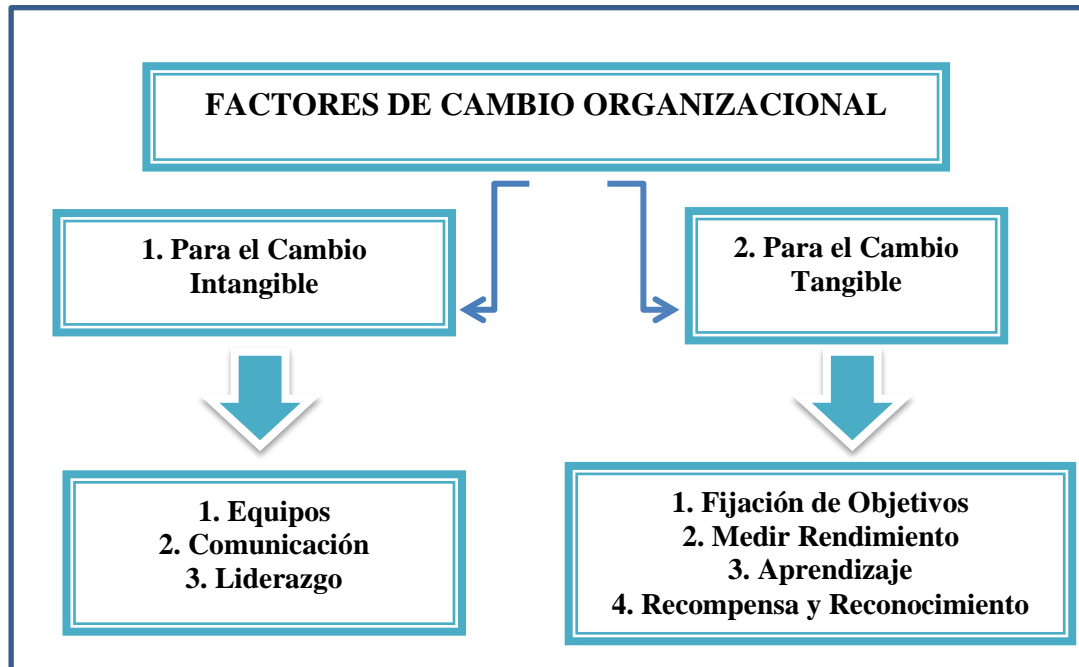 FACTORES DE CAMBIO ORGANIZACIONAL
1. Para el Cambio
Intangible
2. Para el Cambio
Tangible
1. Equipos
2. Comunicación
3. Liderazgo
1. Fijación de Objetivos
2. Medir Rendimiento
3. Aprendizaje
4. Recompensa y Reconocimiento